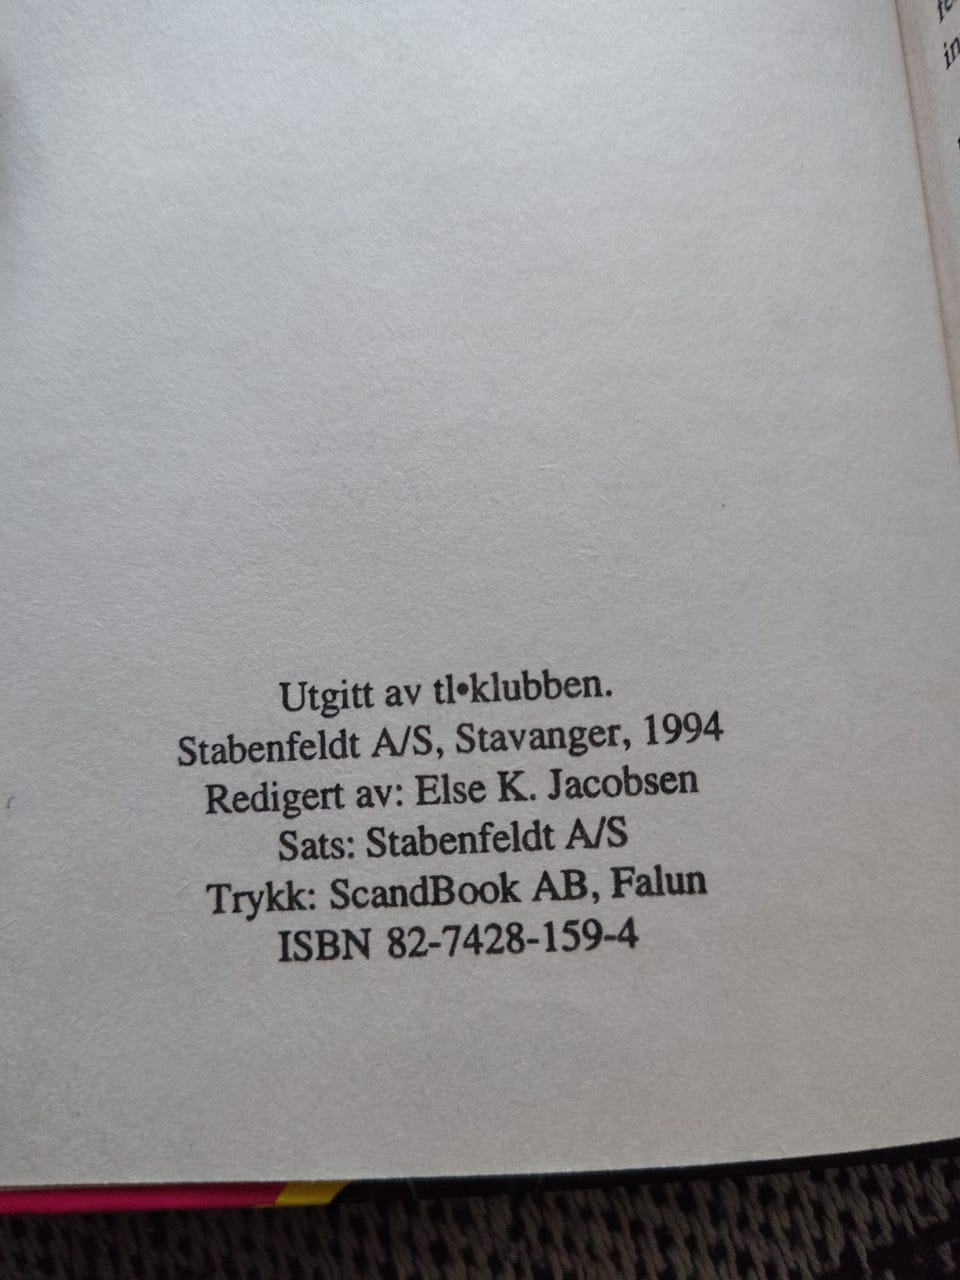 Utgitt av tl•klubben.
Stabenfeldt A/S, Stavanger, 1994
Redigert av: Else K. Jacobsen
Sats: Stabenfeldt A/S
Trykk: ScandBook AB, Falun
ISBN 82-7428-159-4